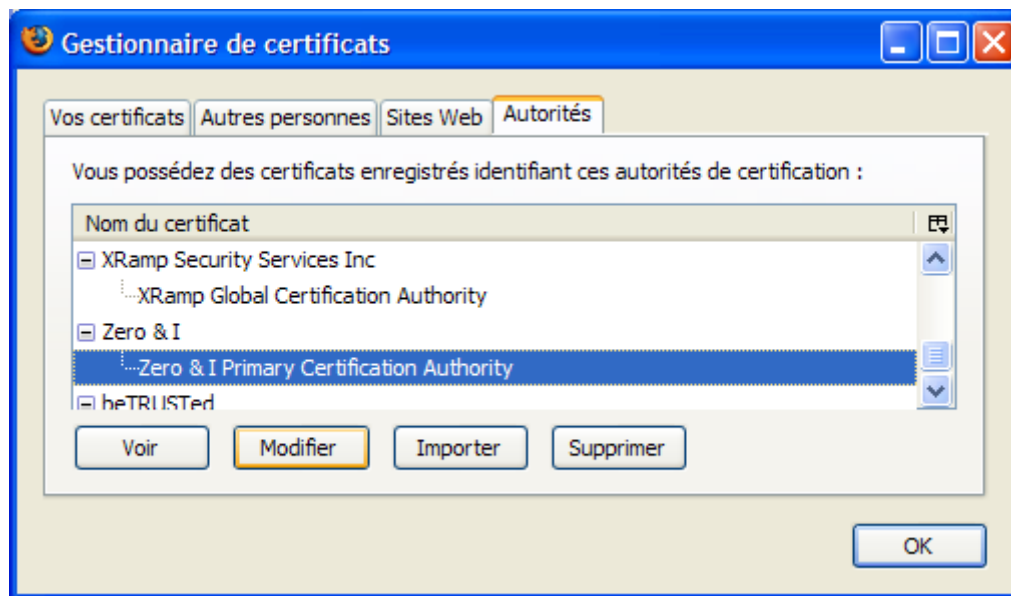 Gestionnaire de certificats
Vos certificats Autres personnes Sites Web Autorités
Vous possédez des certificats enregistrés identifiant ces autorités de certification :
Nom du certificat
XRamp Security Services Inc
XRamp Global Certification Authority
Zero & I
Zero & I Primary Certification Authority
beTRUSTed
Voir Modifier Importer Supprimer
OK